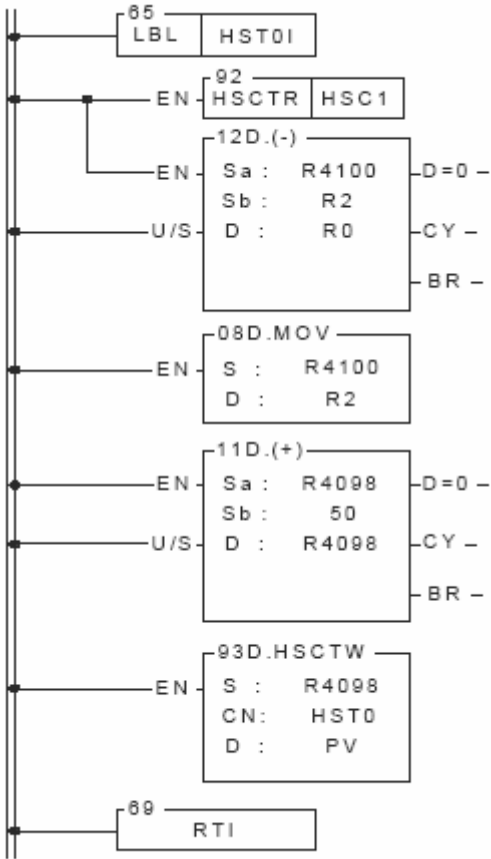 65
LBL HST0I
92
EN HSCTR HSC1
12D.(-)
EN Sa : R4100 D=0
Sb : R2
U/S D : R0 CY
BR
08D.MOV
EN S : R4100
D : R2
11D.(+)
EN Sa : R4098 D=0
Sb : 50
U/S D : R4098 CY
BR
93D.HSCTW
EN S : R4098
CN: HST0
D : PV
69
RTI